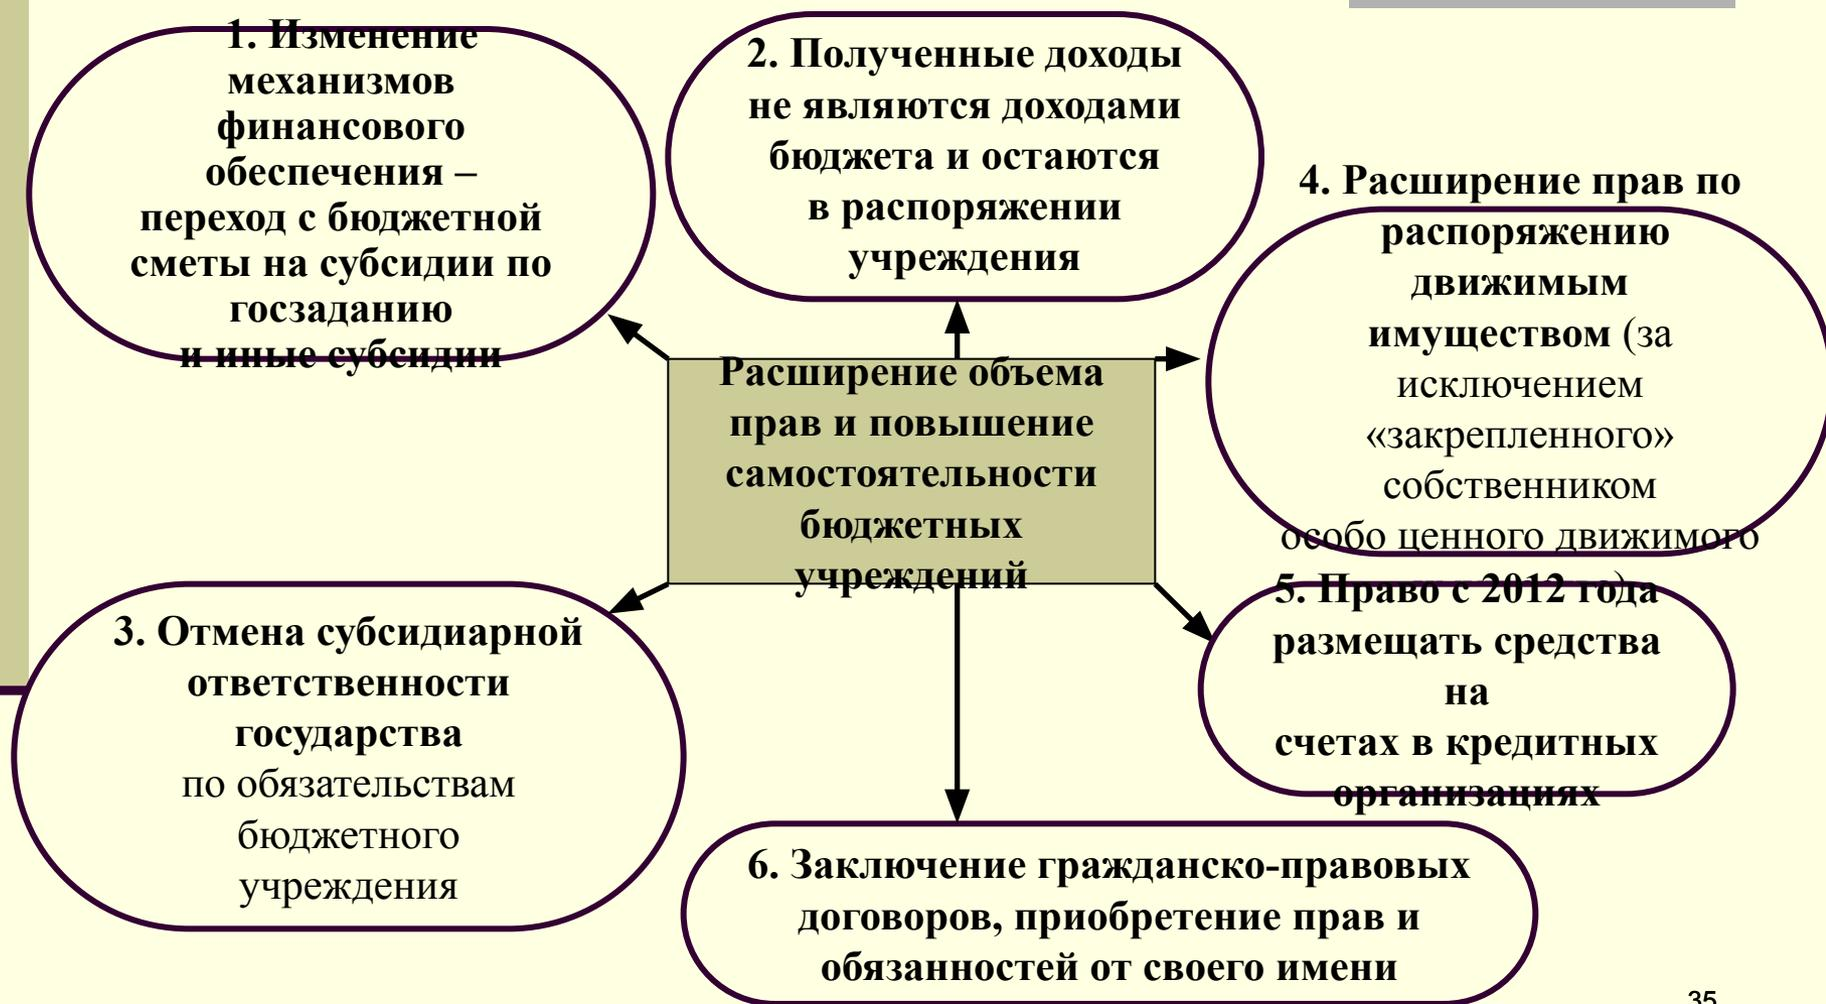 1. Изменение
механизмов
финансового
обеспечения –
переход с бюджетной
сметы на субсидии по
госзаданию
и иные субсидии
2. Полученные доходы
не являются доходами
бюджета и остаются
в распоряжении
учреждения
4. Расширение прав по
распоряжению
движимым
имуществом (за
исключением
«закрепленного»
собственником
особо ценного движимого
Расширение объема
прав и повышение
самостоятельности
бюджетных
учреждений
3. Отмена субсидиарной
ответственности
государства
по обязательствам
бюджетного
учреждения
5. Право с 2012 года
размещать средства
на
счетах в кредитных
организациях
6. Заключение гражданско-правовых
договоров, приобретение прав и
обязанностей от своего имени
35